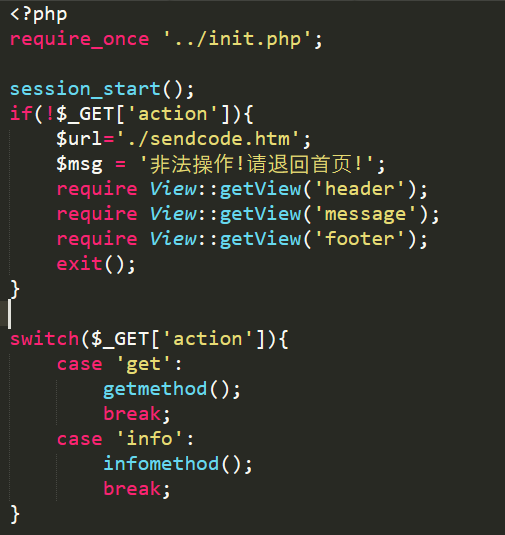 <?php
require_once '../init.php';
session_start();
if(!$_GET['action']){
    $url='./sendcode.htm';
    $msg = '非法操作!请退回首页!';
    require View::getView('header');
    require View::getView('message');
    require View::getView('footer');
    exit();
}
switch($_GET['action']){
    case 'get':
        getmethod();
        break;
    case 'info':
        infomethod();
        break;
}